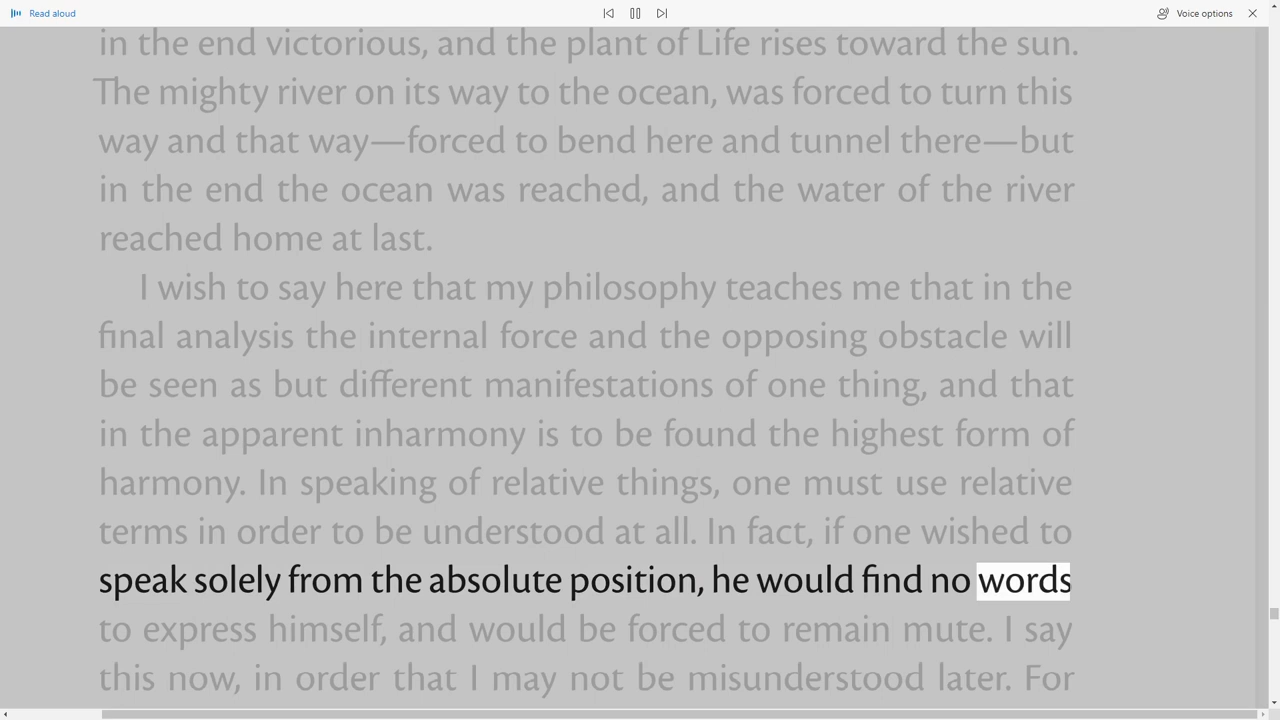 Read aloud
Voice options
in the end victorious, and the plant of Life rises toward the sun.
The mighty river on its way to the ocean, was forced to turn this
way and that way—forced to bend here and tunnel there—but
in the end the ocean was reached, and the water of the river
reached home at last.
I wish to say here that my philosophy teaches me that in the
final analysis the internal force and the opposing obstacle will
be seen as but different manifestations of one thing, and that
in the apparent inharmony is to be found the highest form of
harmony. In speaking of relative things, one must use relative
terms in order to be understood at all. In fact, if one wished to
speak solely from the absolute position, he would find no words
to express himself, and would be forced to remain mute. I say
this now, in order that I may not be misunderstood later. For